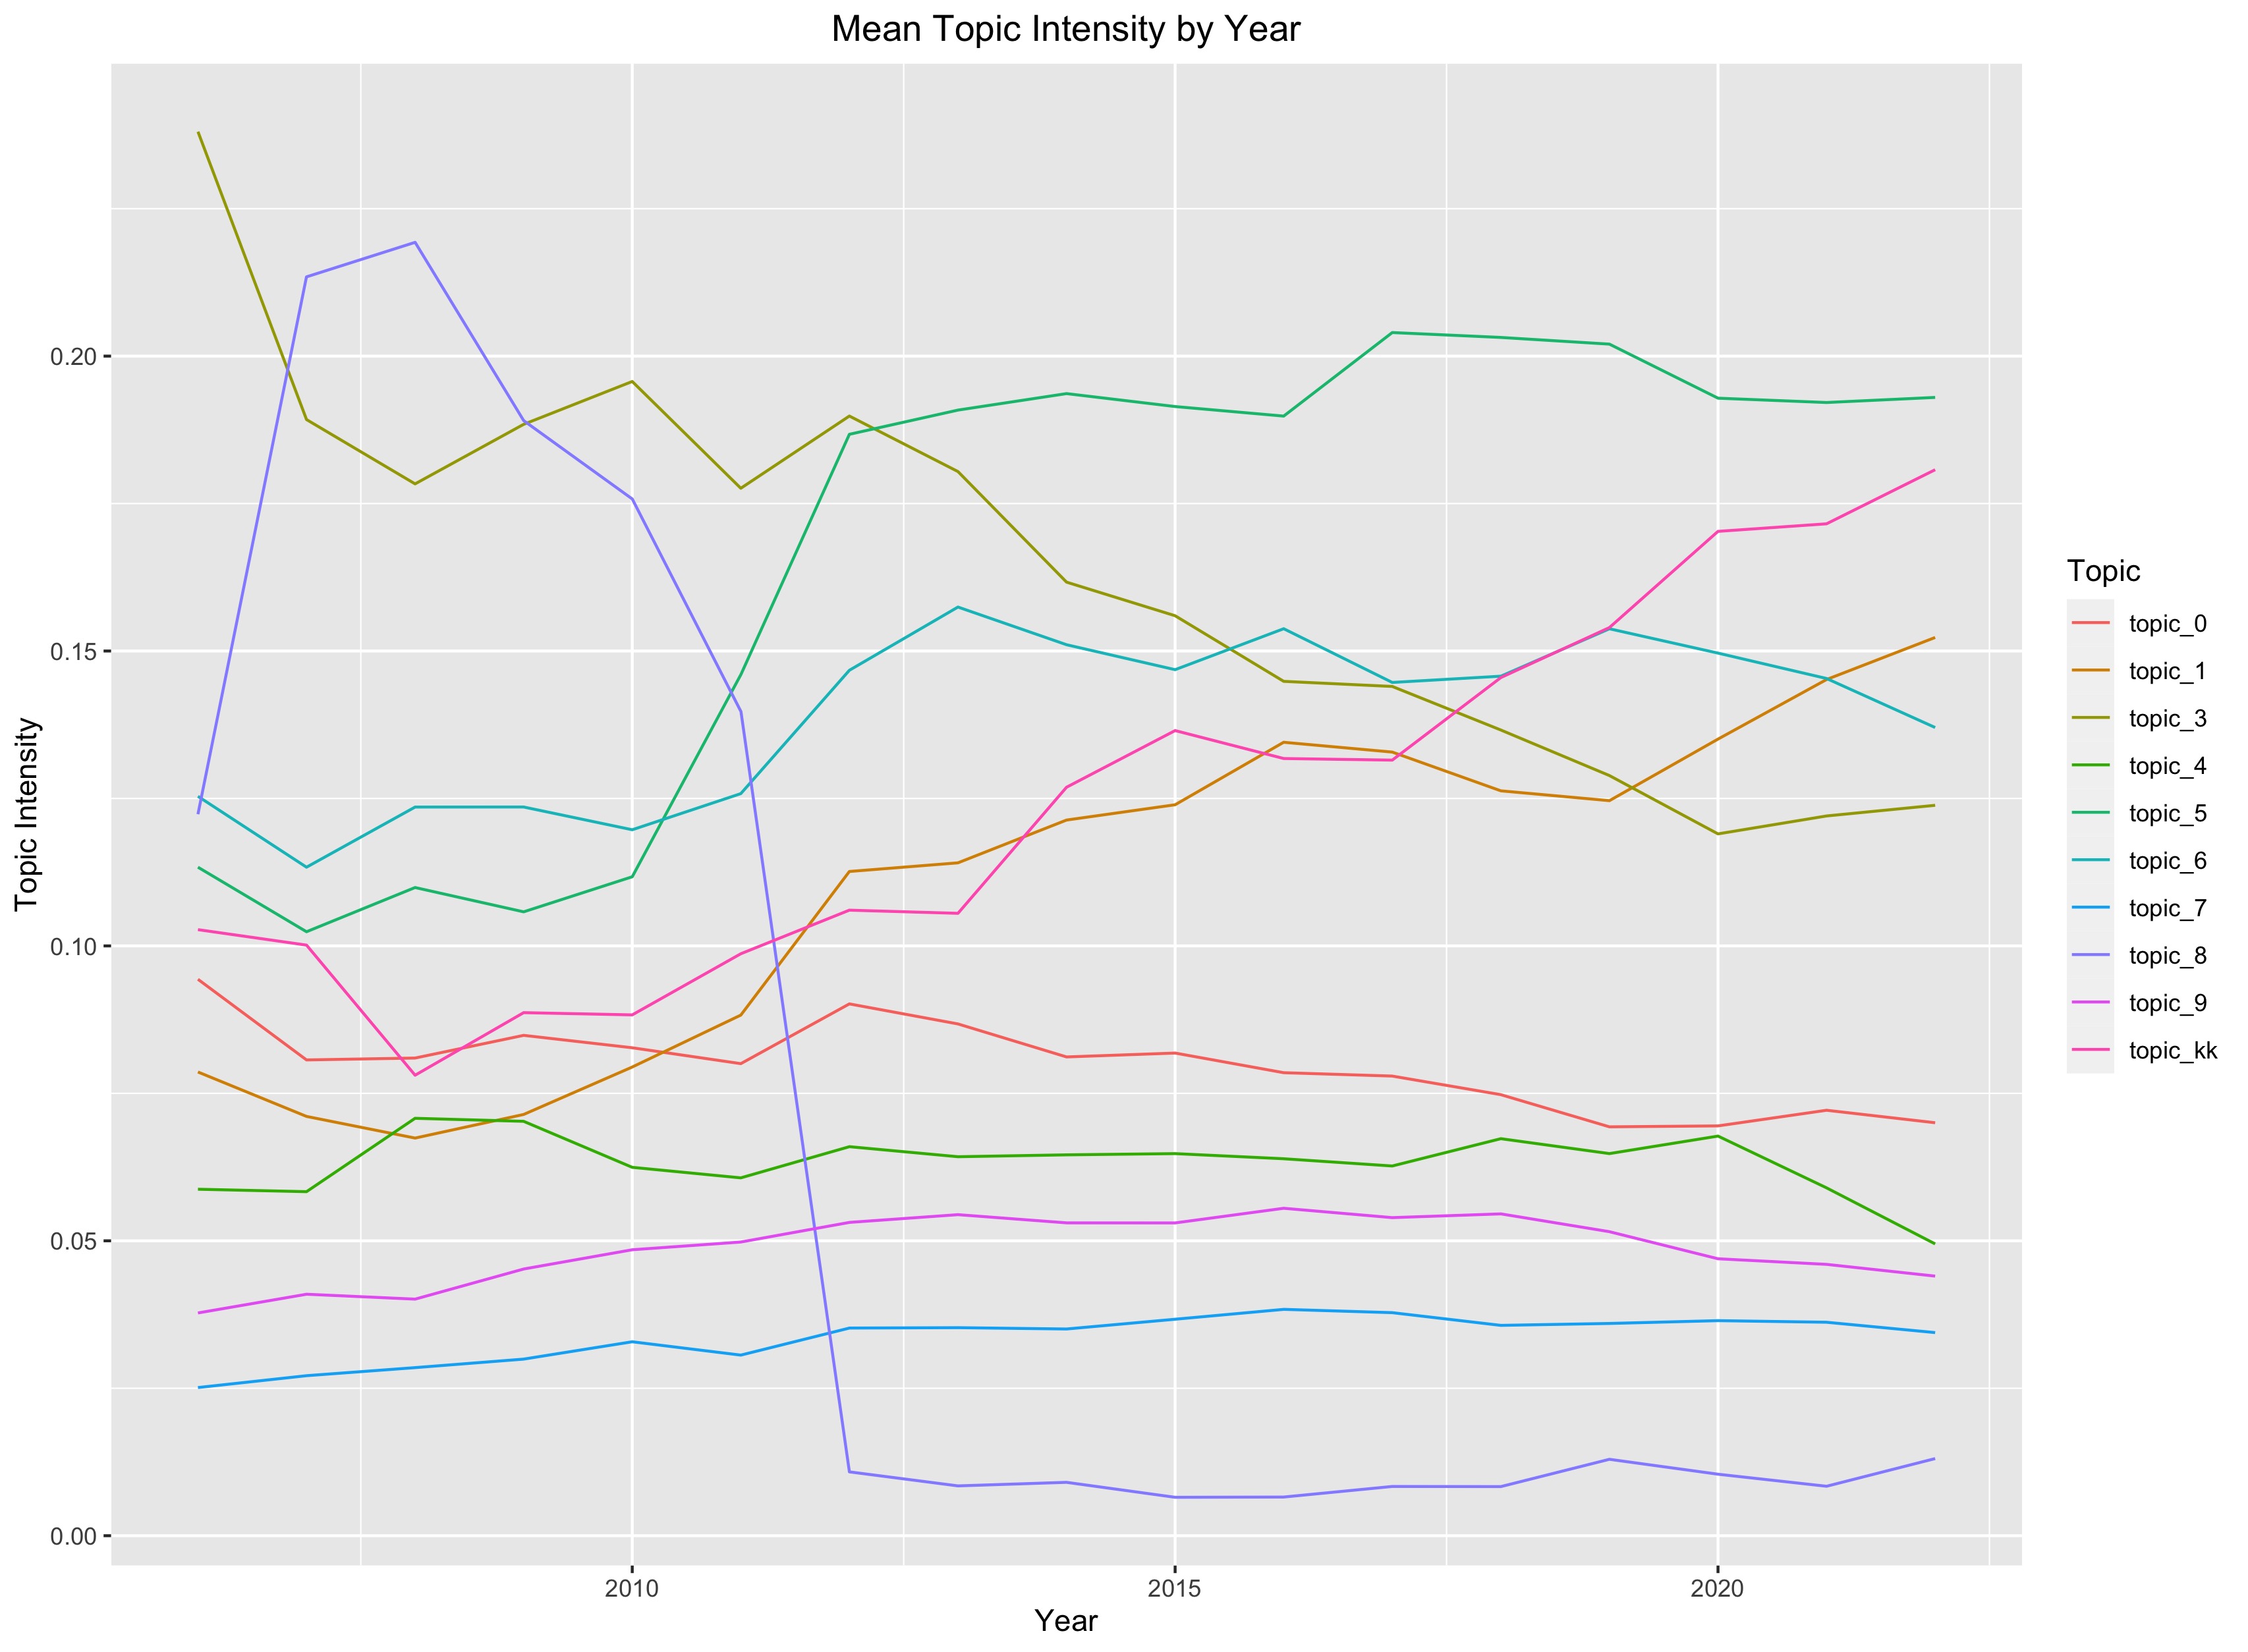 Mean Topic Intensity by Year
Topic Intensity
0.20
0.15
0.10
0.05
0.00
2010 2015 2020
Year
Topic
topic_0
topic_1
topic_3
topic_4
topic_5
topic_6
topic_7
topic_8
topic_9
topic_kk